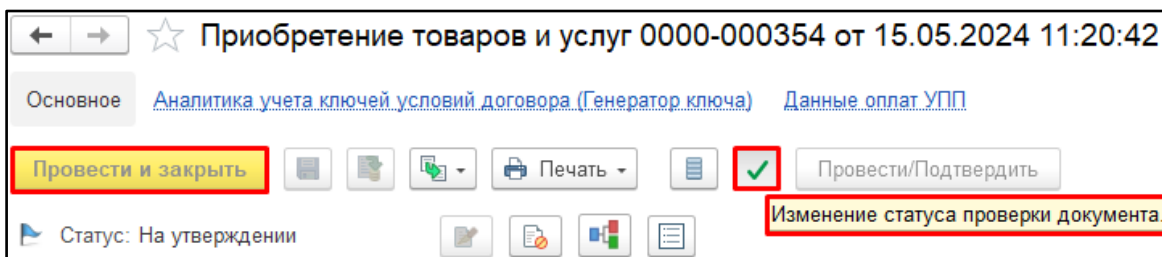 Приобретение товаров и услуг 0000-000354 от 15.05.2024 11:20:42
Основное Аналитика учета ключей условий договора (Генератор ключа) Данные оплат УПП
Провести и закрыть Печать Провести/Подтвердить
Изменение статуса проверки документа.
Статус: На утверждении